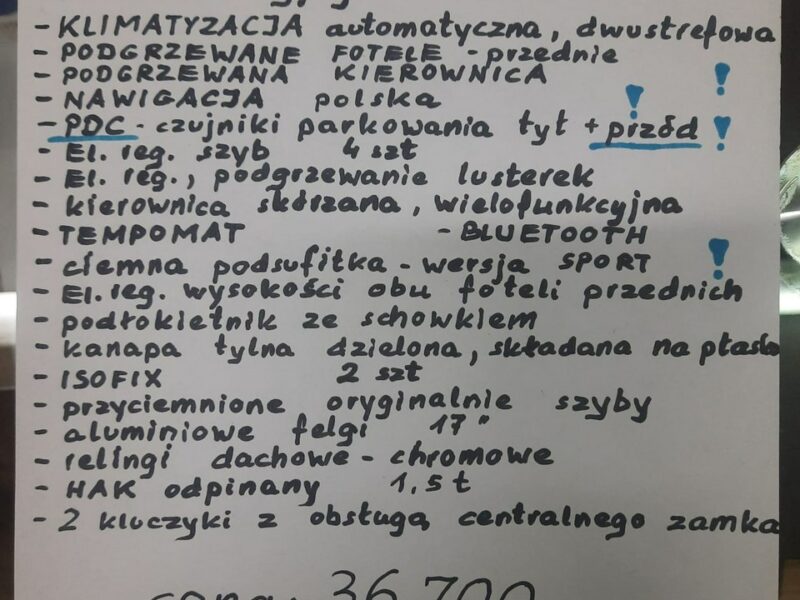 - KLIMATYZACJA automatyczna, dwustrefowa
- PODGRZEWANE FOTELE - przednie
- PODGRZEWANA KIEROWNICA !
- NAWIGACJA polska !
- PDC - czujniki parkowania tył + przód !
- El. reg. szyb 4 szt
- El. reg., podgrzewanie lusterek
- kierownica skórzana, wielofunkcyjna
- TEMPOMAT - BLUETOOTH
- ciemna podsufitka - wersja SPORT !
- El. reg. wysokości obu foteli przednich
- podłokietnik ze schowkiem
- kanapa tylna dzielona, składana na płasko
- ISOFIX 2 szt
- przyciemnione oryginalnie szyby
- aluminiowe felgi 17"
- relingi dachowe - chromowe
- HAK odpinany 1,5 t
- 2 kluczyki z obsługą centralnego zamka
cena. 36,700